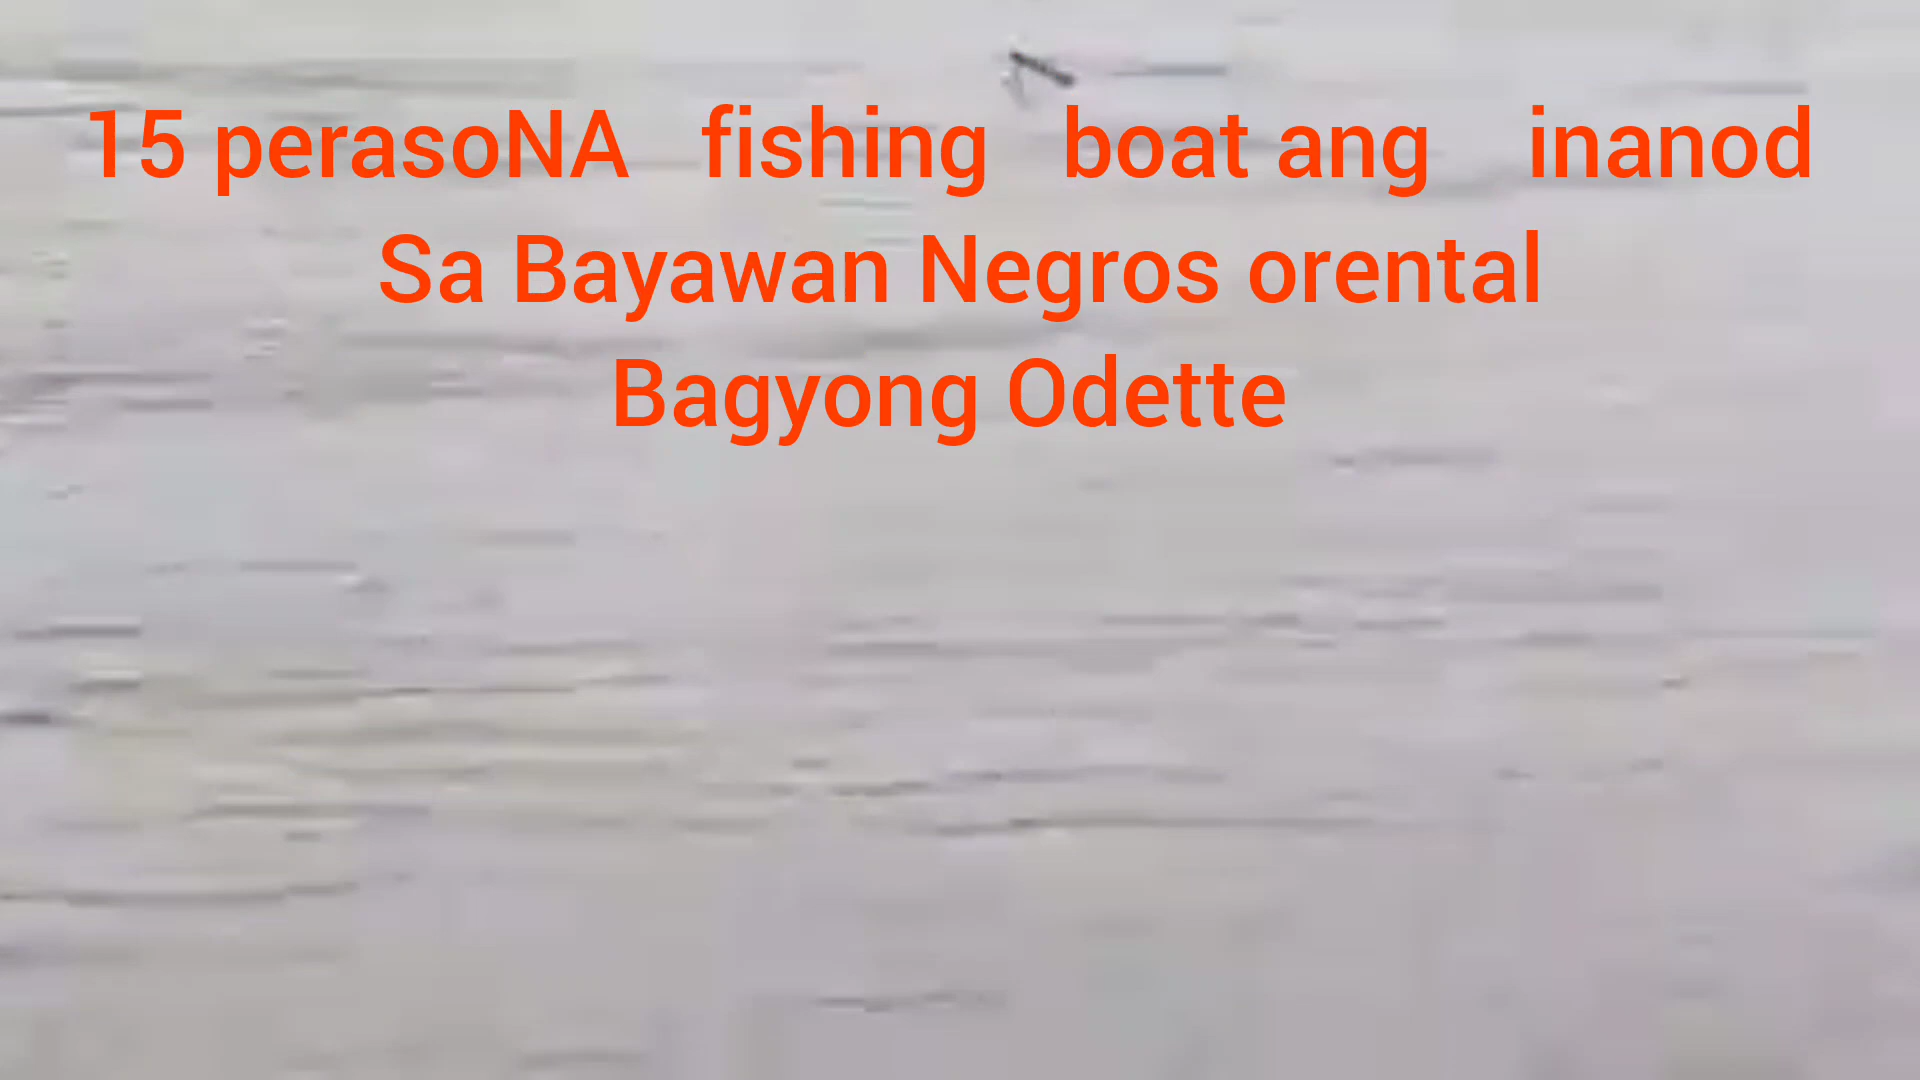 15 perasoNA fishing boat ang inanod
Sa Bayawan Negros orental
Bagyong Odette